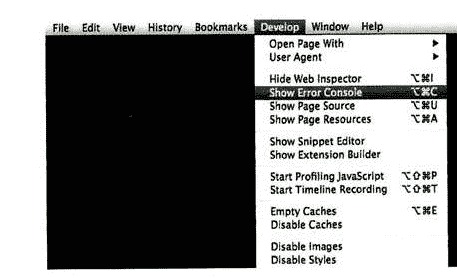 File Edit View History Bookmarks Develop Window Help
Open Page With ▶
User Agent ▶
Hide Web Inspector ⌥⌘I
Show Error Console ⌥⌘C
Show Page Source ⌥⌘U
Show Page Resources ⌥⌘A
Show Snippet Editor
Show Extension Builder
Start Profiling JavaScript ⌥⇧⌘P
Start Timeline Recording ⌥⇧⌘T
Empty Caches ⌥⌘E
Disable Caches
Disable Images
Disable Styles